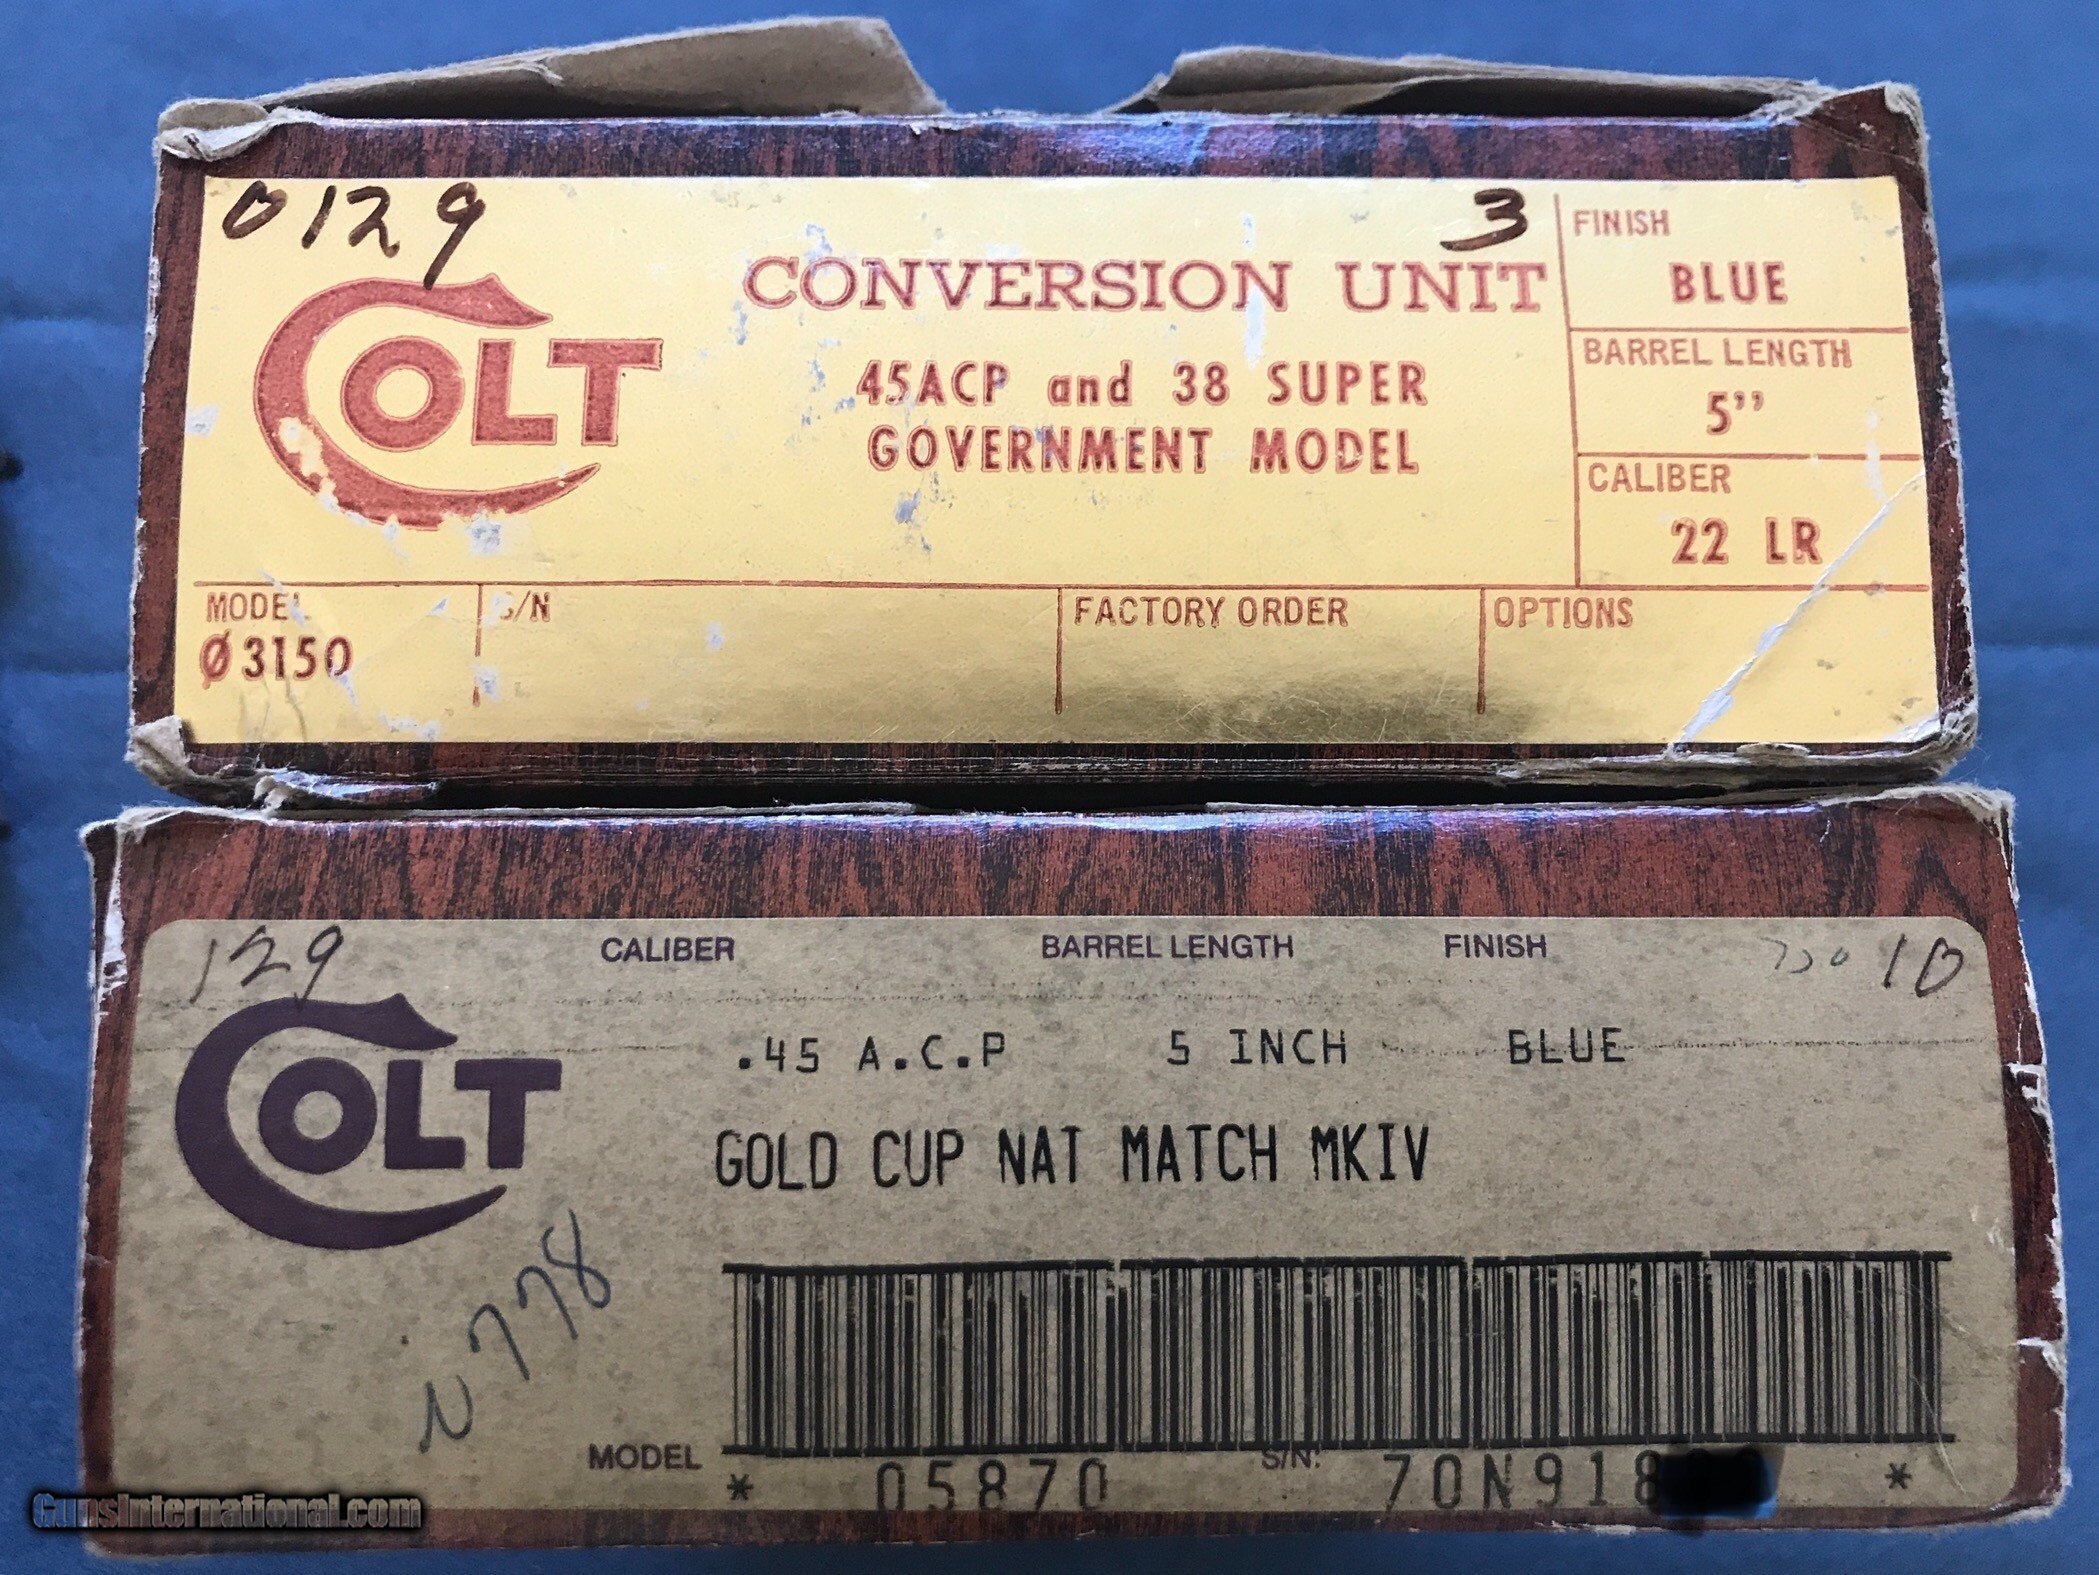 0129
3
COLT
CONVERSION UNIT
45ACP and 38 SUPER
GOVERNMENT MODEL
FINISH
BLUE
BARREL LENGTH
5”
CALIBER
22 LR
MODEL
Ø3150
S/N
FACTORY ORDER
OPTIONS
129
CALIBER BARREL LENGTH FINISH
10
COLT
.45 A.C.P 5 INCH BLUE
GOLD CUP NAT MATCH MKIV
N778
MODEL S/N:
* 05870 70N918 *
GunsInternational.com